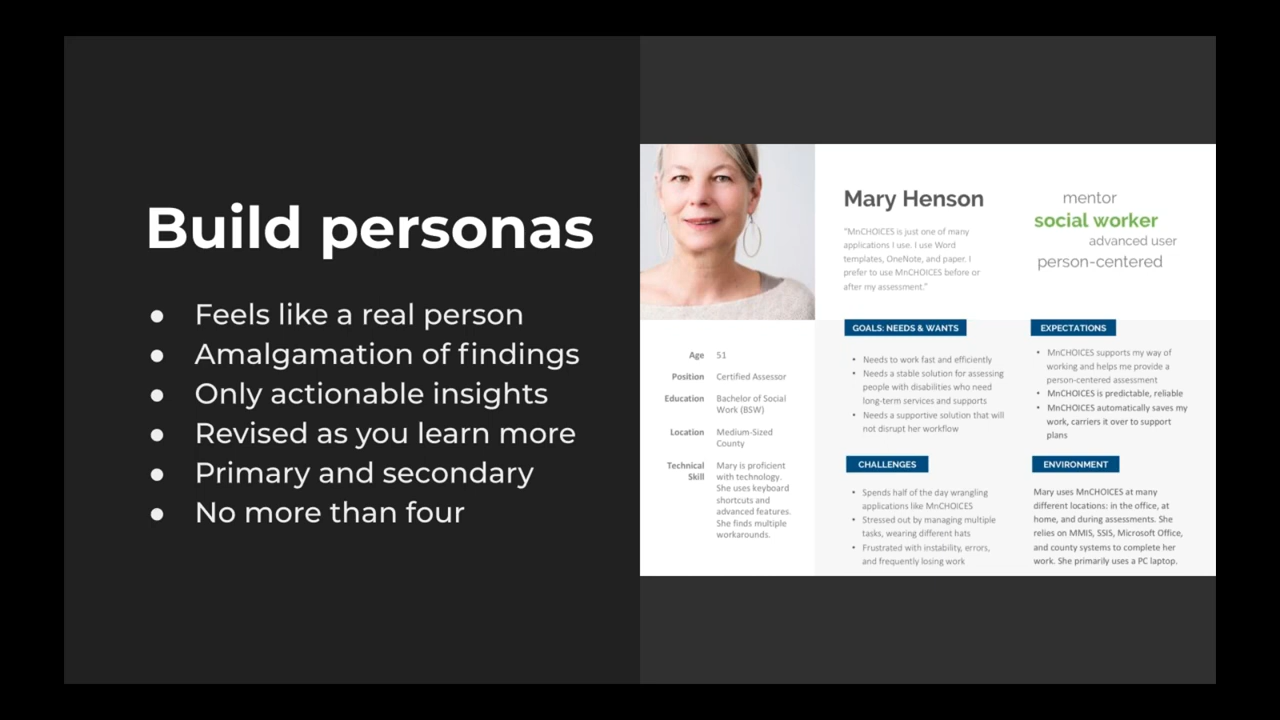 Build personas
● Feels like a real person
● Amalgamation of findings
● Only actionable insights
● Revised as you learn more
● Primary and secondary
● No more than four
Mary Henson
"MnCHOICES is just one of many
applications I use. I use Word
templates, OneNote, and paper. I
prefer to use MnCHOICES before or
after my assessment."
mentor
social worker
advanced user
person-centered
Age 51
Position Certified Assessor
Education Bachelor of Social
Work (BSW)
Location Medium-Sized
County
Technical Mary is proficient
Skill with technology.
She uses keyboard
shortcuts and
advanced features.
She finds multiple
workarounds.
GOALS: NEEDS & WANTS
• Needs to work fast and efficiently
• Needs a stable solution for assessing
people with disabilities who need
long-term services and supports
• Needs a supportive solution that will
not disrupt her workflow
EXPECTATIONS
• MnCHOICES supports my way of
working and helps me provide a
person-centered assessment
• MnCHOICES is predictable, reliable
• MnCHOICES automatically saves my
work, carriers it over to support
plans
CHALLENGES
• Spends half of the day wrangling
applications like MnCHOICES
• Stressed out by managing multiple
tasks, wearing different hats
• Frustrated with instability, errors,
and frequently losing work
ENVIRONMENT
Mary uses MnCHOICES at many
different locations: in the office, at
home, and during assessments. She
relies on MMIS, SSIS, Microsoft Office,
and county systems to complete her
work. She primarily uses a PC laptop.